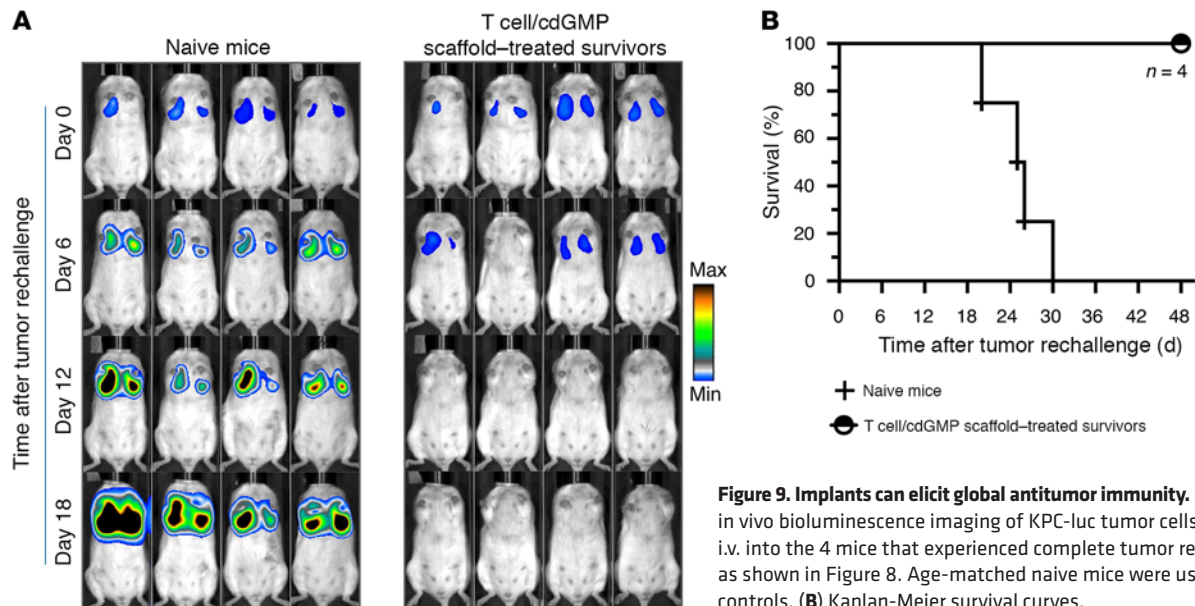 A
Naive mice
T cell/cdGMP
scaffold–treated survivors
Time after tumor rechallenge
Day 0
Day 6
Day 12
Day 18
Max
Min
B
Survival (%)
100
80
60
40
20
0
n = 4
0 6 12 18 24 30 36 42 48
Time after tumor rechallenge (d)
Naive mice
T cell/cdGMP scaffold–treated survivors
Figure 9. Implants can elicit global antitumor immunity.
in vivo bioluminescence imaging of KPC-luc tumor cells
i.v. into the 4 mice that experienced complete tumor re
as shown in Figure 8. Age-matched naive mice were us
controls. (B) Kaplan-Meier survival curves.